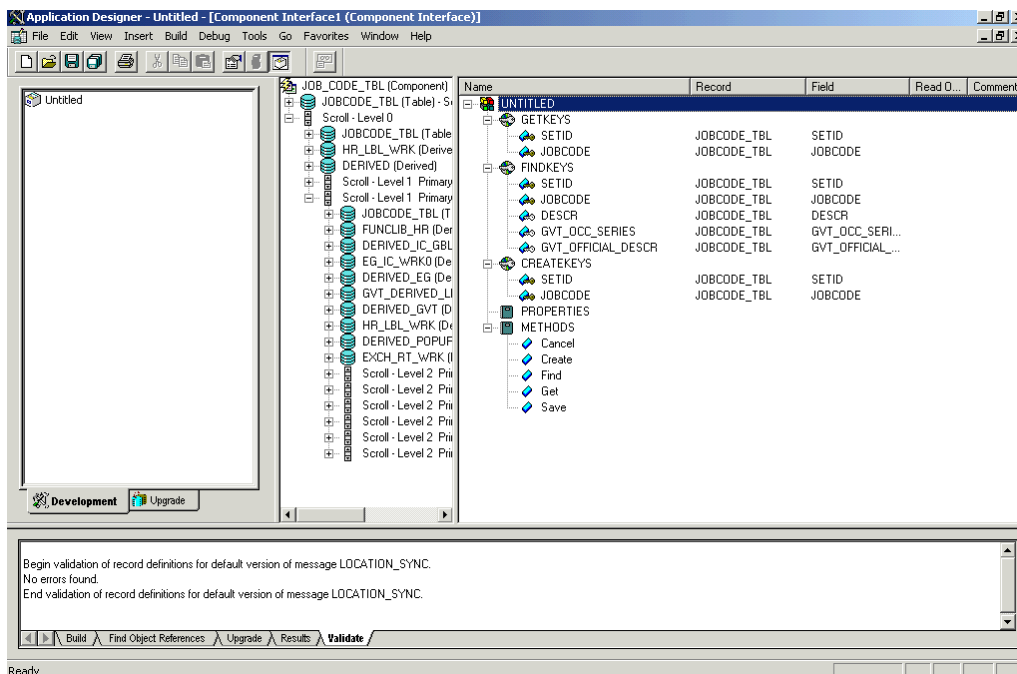 Application Designer - Untitled - [Component Interface1 (Component Interface)]
File Edit View Insert Build Debug Tools Go Favorites Window Help
Untitled
Development
Upgrade
JOB_CODE_TBL (Component)
JOBCODE_TBL (Table) - S
Scroll - Level 0
JOBCODE_TBL (Table
HR_LBL_WRK (Derive
DERIVED (Derived)
Scroll - Level 1 Primary
Scroll - Level 1 Primary
JOBCODE_TBL (T
FUNCLIB_HR (Der
DERIVED_IC_GBL
EG_IC_WRK0 (De
DERIVED_EG (De
GVT_DERIVED_LI
DERIVED_GVT (D
HR_LBL_WRK (De
DERIVED_POPUP
EXCH_RT_WRK (
Scroll - Level 2 Pri
Scroll - Level 2 Pri
Scroll - Level 2 Pri
Scroll - Level 2 Pri
Scroll - Level 2 Pri
Scroll - Level 2 Pri
Name Record Field Read O... Comment
UNTITLED
GETKEYS
SETID JOBCODE_TBL SETID
JOBCODE JOBCODE_TBL JOBCODE
FINDKEYS
SETID JOBCODE_TBL SETID
JOBCODE JOBCODE_TBL JOBCODE
DESCR JOBCODE_TBL DESCR
GVT_OCC_SERIES JOBCODE_TBL GVT_OCC_SERI...
GVT_OFFICIAL_DESCR JOBCODE_TBL GVT_OFFICIAL_...
CREATEKEYS
SETID JOBCODE_TBL SETID
JOBCODE JOBCODE_TBL JOBCODE
PROPERTIES
METHODS
Cancel
Create
Find
Get
Save
Begin validation of record definitions for default version of message LOCATION_SYNC.
No errors found.
End validation of record definitions for default version of message LOCATION_SYNC.
Build Find Object References Upgrade Results Validate
Ready